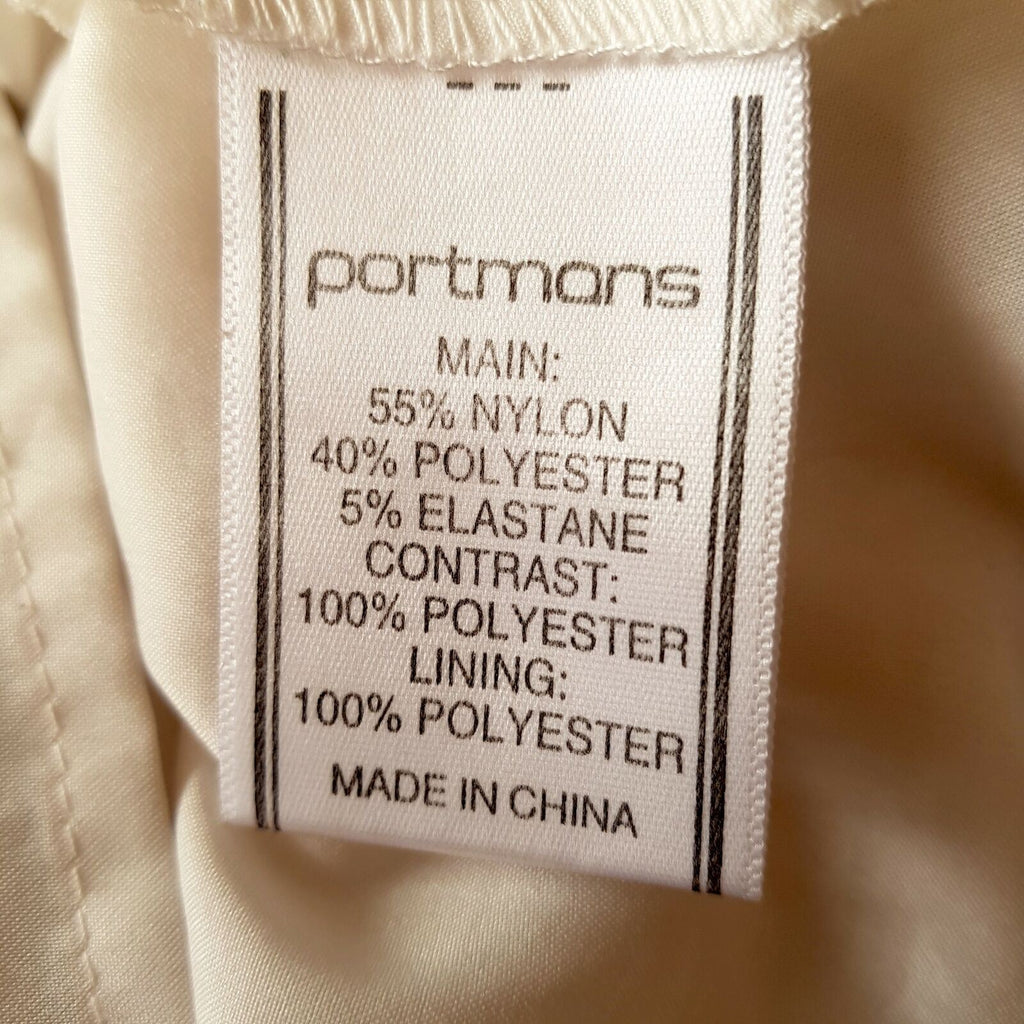 portmans
MAIN:
55% NYLON
40% POLYESTER
5% ELASTANE
CONTRAST:
100% POLYESTER
LINING:
100% POLYESTER
MADE IN CHINA